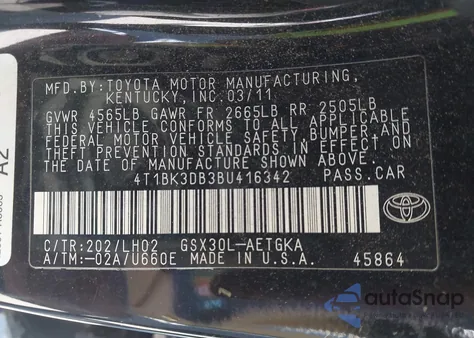 MFD.BY: TOYOTA MOTOR MANUFACTURING,
KENTUCKY, INC. 03/11
GVWR 4565LB GAWR FR 2665LB RR 2505LB
THIS VEHICLE CONFORMS TO ALL APPLICABLE
FEDERAL MOTOR VEHICLE SAFETY, BUMPER, AND
THEFT PREVENTION STANDARDS IN EFFECT ON
THE DATE OF MANUFACTURE SHOWN ABOVE.
4T1BK3DB3BU416342 PASS.CAR
C/TR:202/LH02 GSX30L-AETGKA
A/TM:-02A/U660E MADE IN U.S.A. 45864
TOYOTA
A2
autoSnap